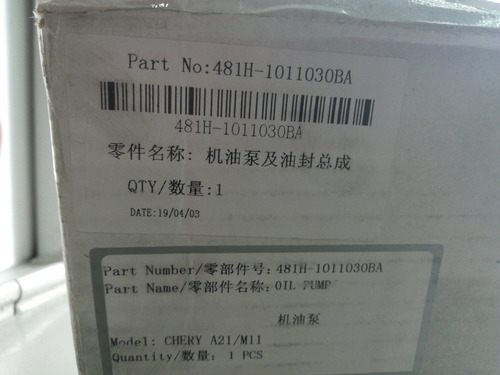 Part No:481H-1011030BA
481H-1011030BA
零件名称: 机油泵及油封总成
QTY/数量:1
DATE:19/04/03
Part Number/零部件号: 481H-1011030BA
Part Name/零部件名称: OIL PUMP
机油泵
Model: CHERY A21/M11
Quantity/数量: 1 PCS